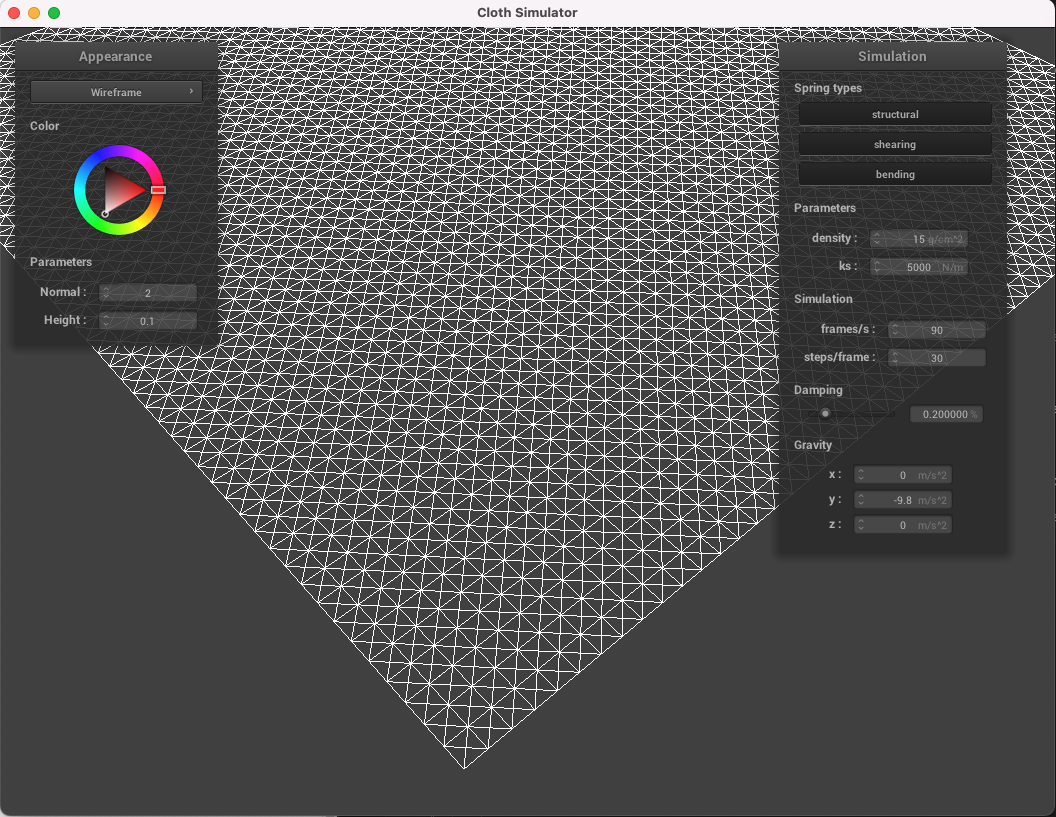 Cloth Simulator
Appearance
Wireframe
Color
Parameters
Normal : 2
Height : 0.1
Simulation
Spring types
structural
shearing
bending
Parameters
density : 15 g/cm^2
ks : 5000 N/m
Simulation
frames/s : 90
steps/frame : 30
Damping
0.200000 %
Gravity
x : 0 m/s^2
y : -9.8 m/s^2
z : 0 m/s^2